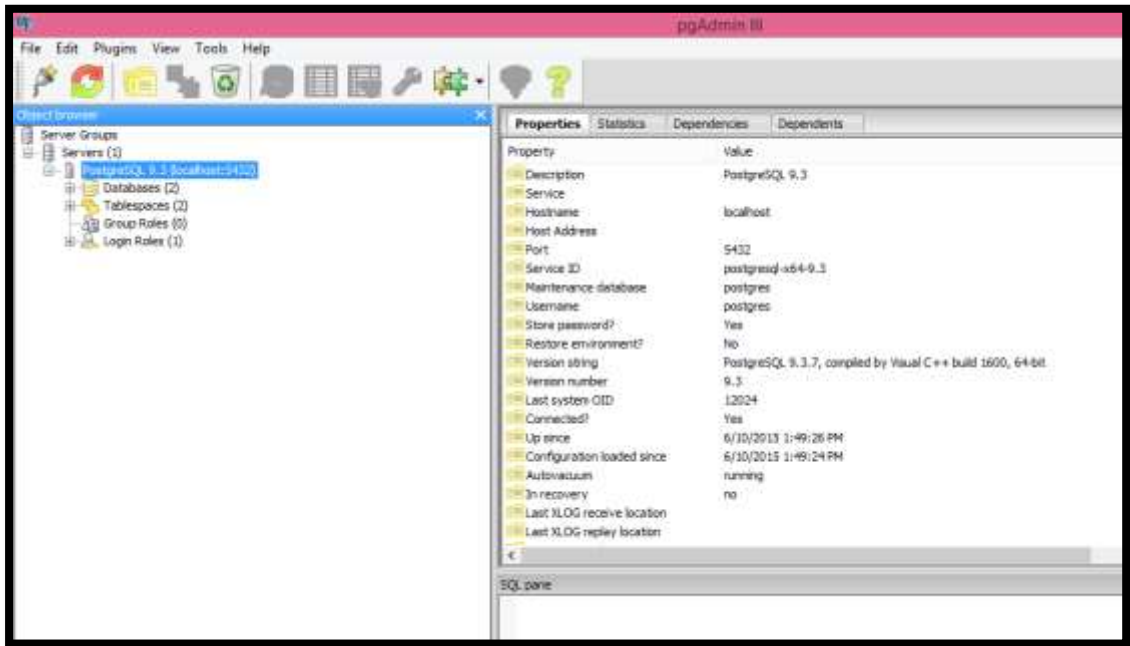 pgAdmin III
File Edit Plugins View Tools Help
Object browser
Server Groups
Servers (1)
PostgreSQL 9.3 (localhost:5432)
Databases (2)
Tablespaces (2)
Group Roles (0)
Login Roles (1)
Properties Statistics Dependencies Dependents
Property Value
Description PostgreSQL 9.3
Service
Hostname localhost
Host Address
Port 5432
Service ID postgresql-x64-9.3
Maintenance database postgres
Username postgres
Store password? Yes
Restore environment? No
Version string PostgreSQL 9.3.7, compiled by Visual C++ build 1600, 64-bit
Version number 9.3
Last system OID 12024
Connected? Yes
Up since 6/10/2015 1:49:26 PM
Configuration loaded since 6/10/2015 1:49:24 PM
Autovacuum running
In recovery no
Last XLOG receive location
Last XLOG replay location
SQL pane